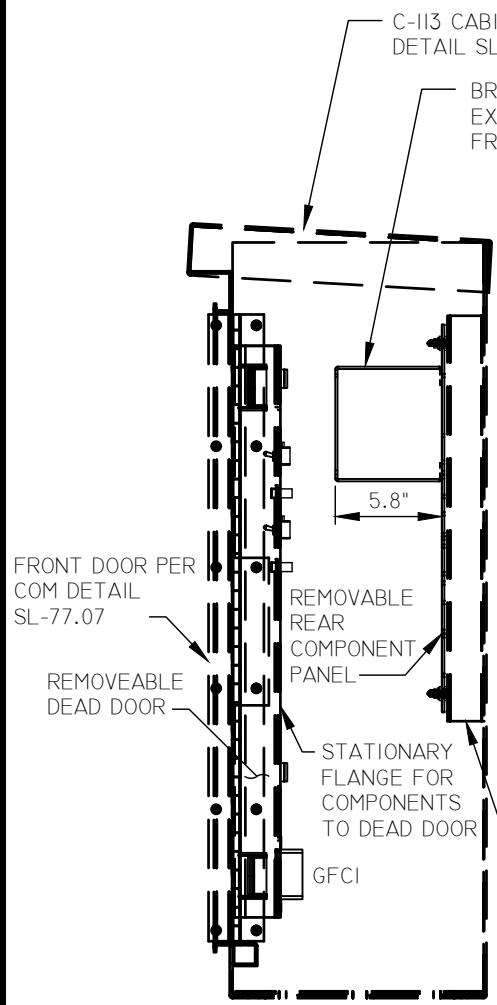 C-113 CABI
DETAIL SL
BR
EX
FR
5.8"
FRONT DOOR PER
COM DETAIL
SL-77.07
REMOVABLE
REAR
COMPONENT
PANEL
REMOVEABLE
DEAD DOOR
STATIONARY
FLANGE FOR
COMPONENTS
TO DEAD DOOR
GFCI